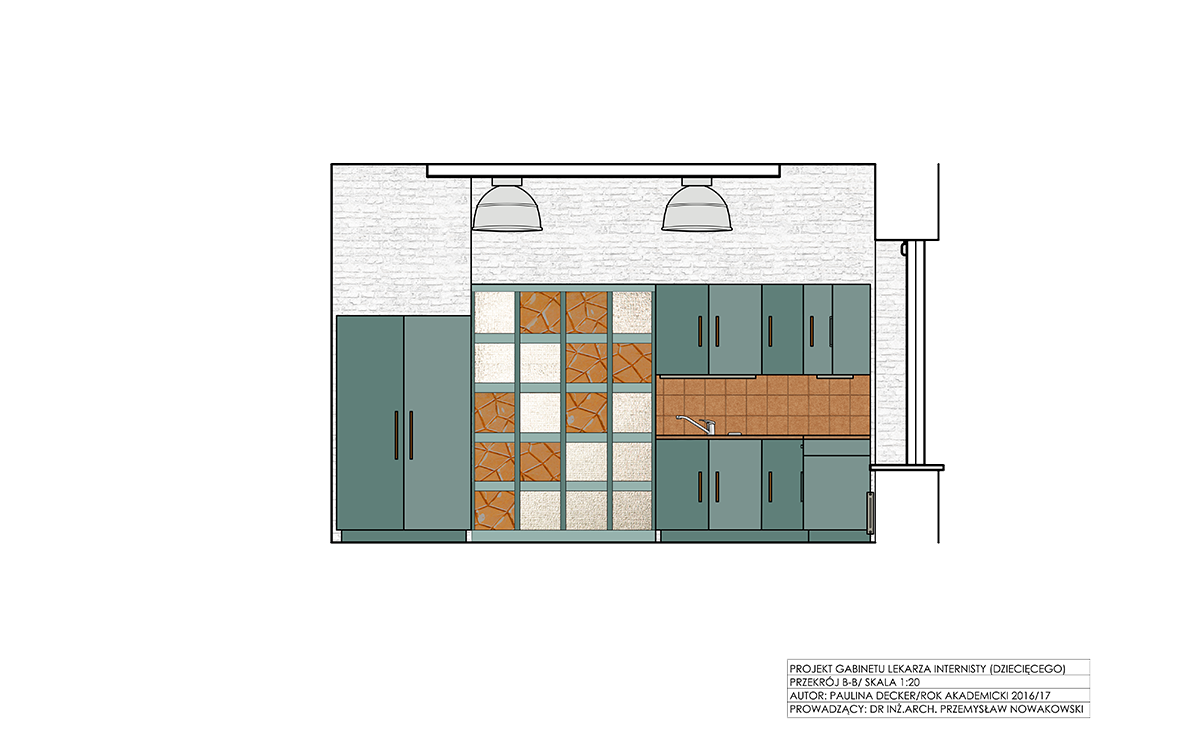 PROJEKT GABINETU LEKARZA INTERNISTY (DZIECIĘCEGO)
PRZEKRÓJ B-B/ SKALA 1:20
AUTOR: PAULINA DECKER/ROK AKADEMICKI 2016/17
PROWADZĄCY: DR INŻ.ARCH. PRZEMYSŁAW NOWAKOWSKI